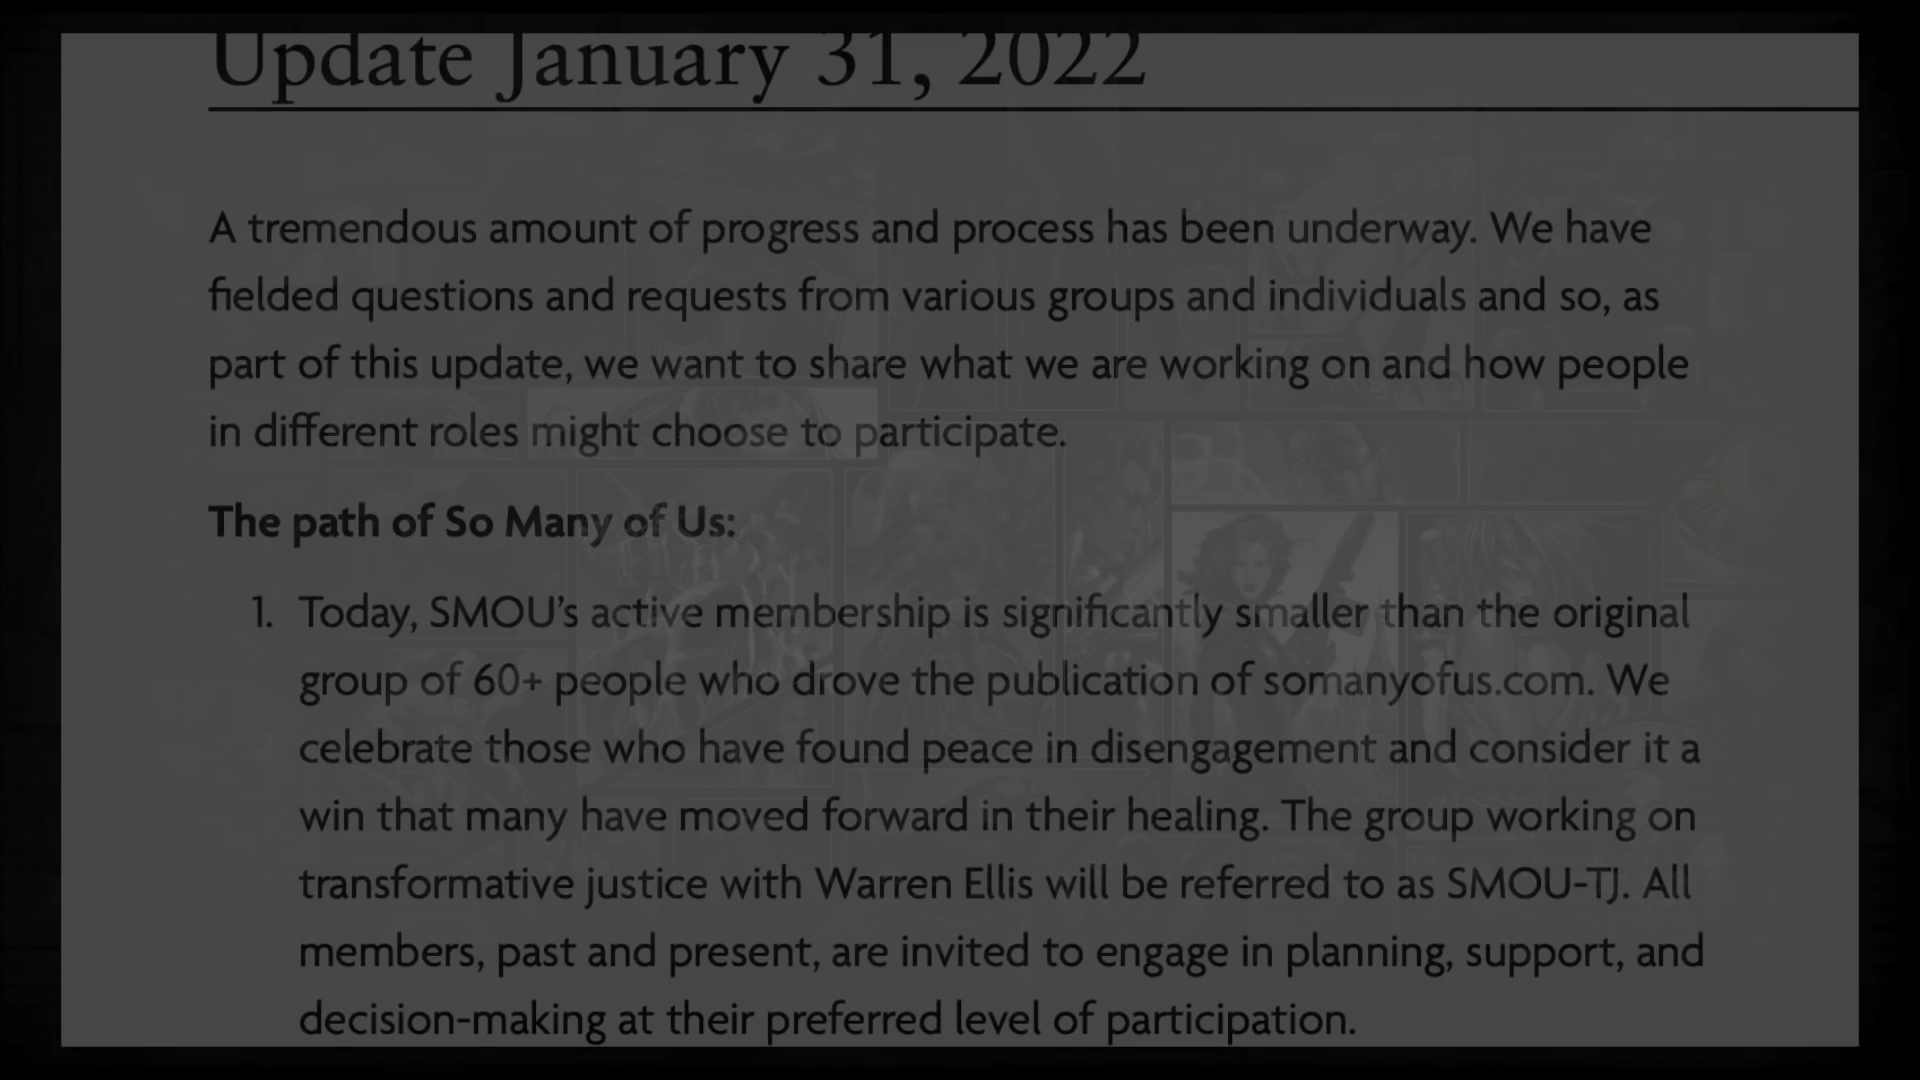 Update January 31, 2022
A tremendous amount of progress and process has been underway. We have
fielded questions and requests from various groups and individuals and so, as
part of this update, we want to share what we are working on and how people
in different roles might choose to participate.
The path of So Many of Us:
1. Today, SMOU’s active membership is significantly smaller than the original
group of 60+ people who drove the publication of somanyofus.com. We
celebrate those who have found peace in disengagement and consider it a
win that many have moved forward in their healing. The group working on
transformative justice with Warren Ellis will be referred to as SMOU-TJ. All
members, past and present, are invited to engage in planning, support, and
decision-making at their preferred level of participation.